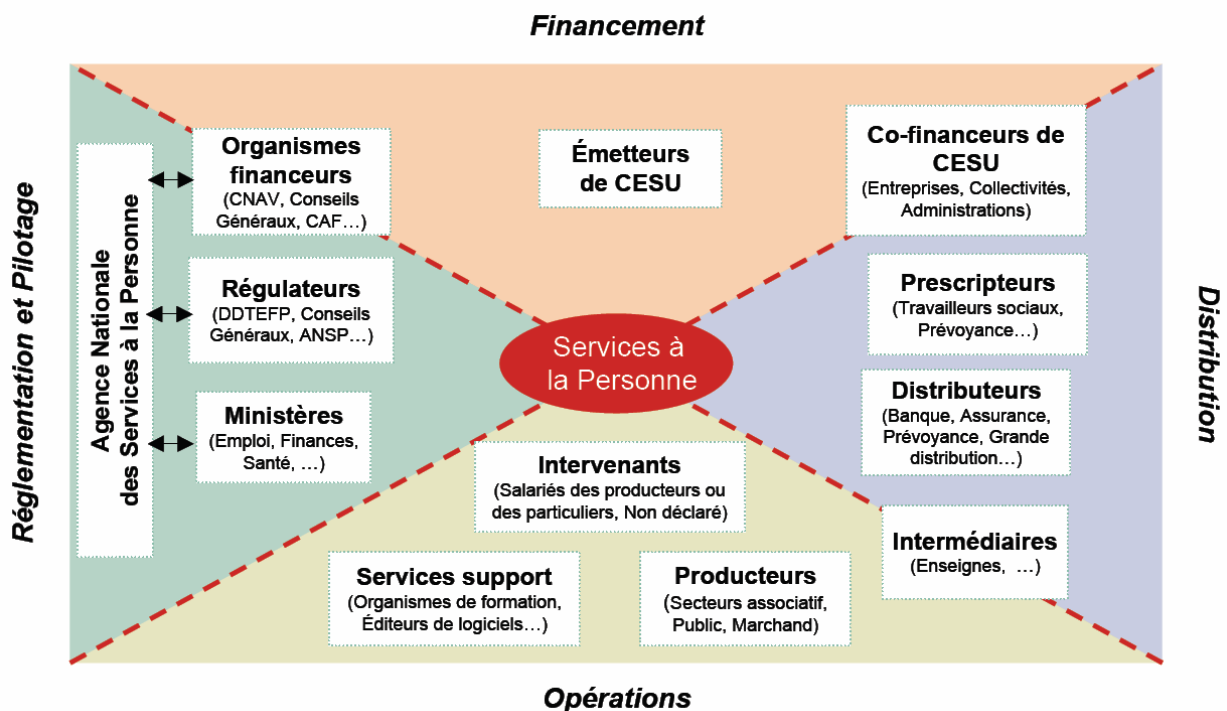 Financement
Réglementation et Pilotage
Agence Nationale
des Services à la Personne
Organismes
financeurs
(CNAV, Conseils
Généraux, CAF…)
Régulateurs
(DDTEFP, Conseils
Généraux, ANSP…)
Ministères
(Emploi, Finances,
Santé, …)
Émetteurs
de CESU
Co-financeurs de
CESU
(Entreprises, Collectivités,
Administrations)
Prescripteurs
(Travailleurs sociaux,
Prévoyance…)
Distributeurs
(Banque, Assurance,
Prévoyance, Grande
distribution…)
Intermédiaires
(Enseignes, …)
Distribution
Services à
la Personne
Intervenants
(Salariés des producteurs ou
des particuliers, Non déclaré)
Services support
(Organismes de formation,
Éditeurs de logiciels…)
Producteurs
(Secteurs associatif,
Public, Marchand)
Opérations